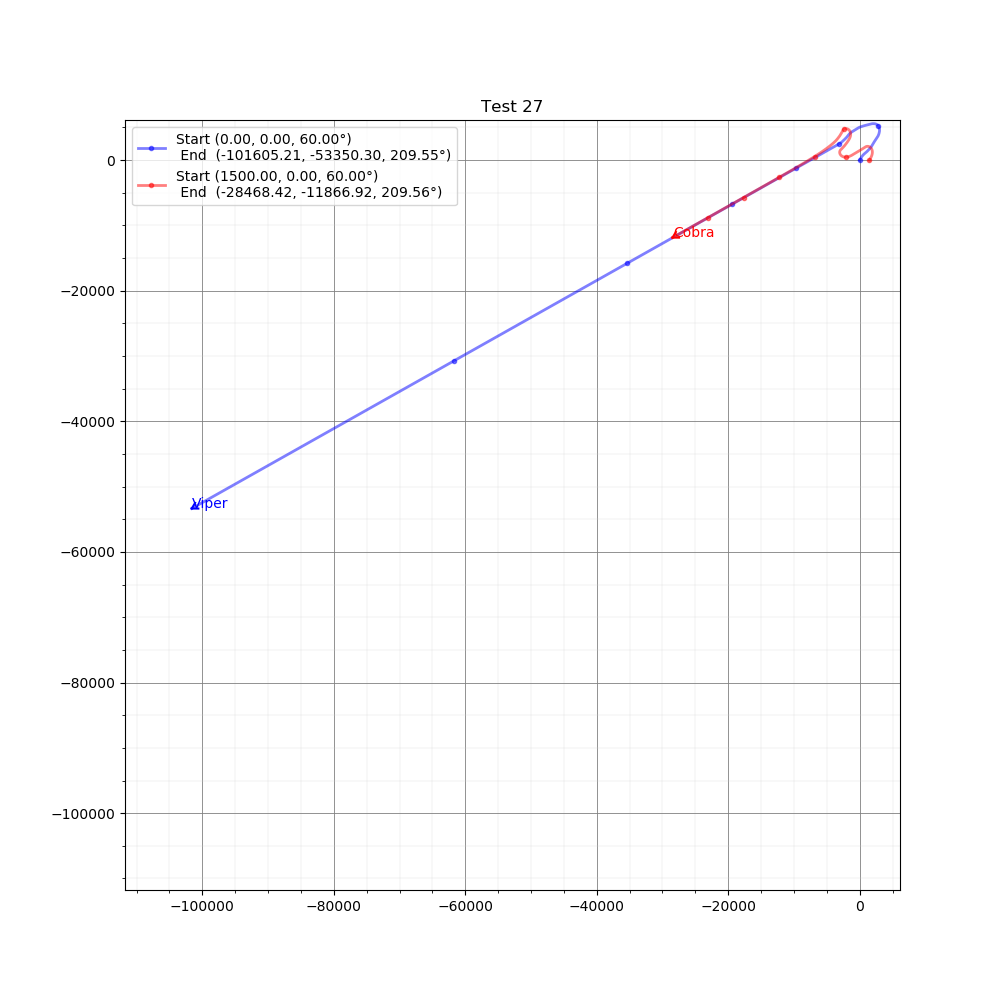 Test 27
Start (0.00, 0.00, 60.00°)
End (-101605.21, -53350.30, 209.55°)
Start (1500.00, 0.00, 60.00°)
End (-28468.42, -11866.92, 209.56°)
0
Cobra
−20000
−40000
Viper
−60000
−80000
−100000
−100000 −80000 −60000 −40000 −20000 0